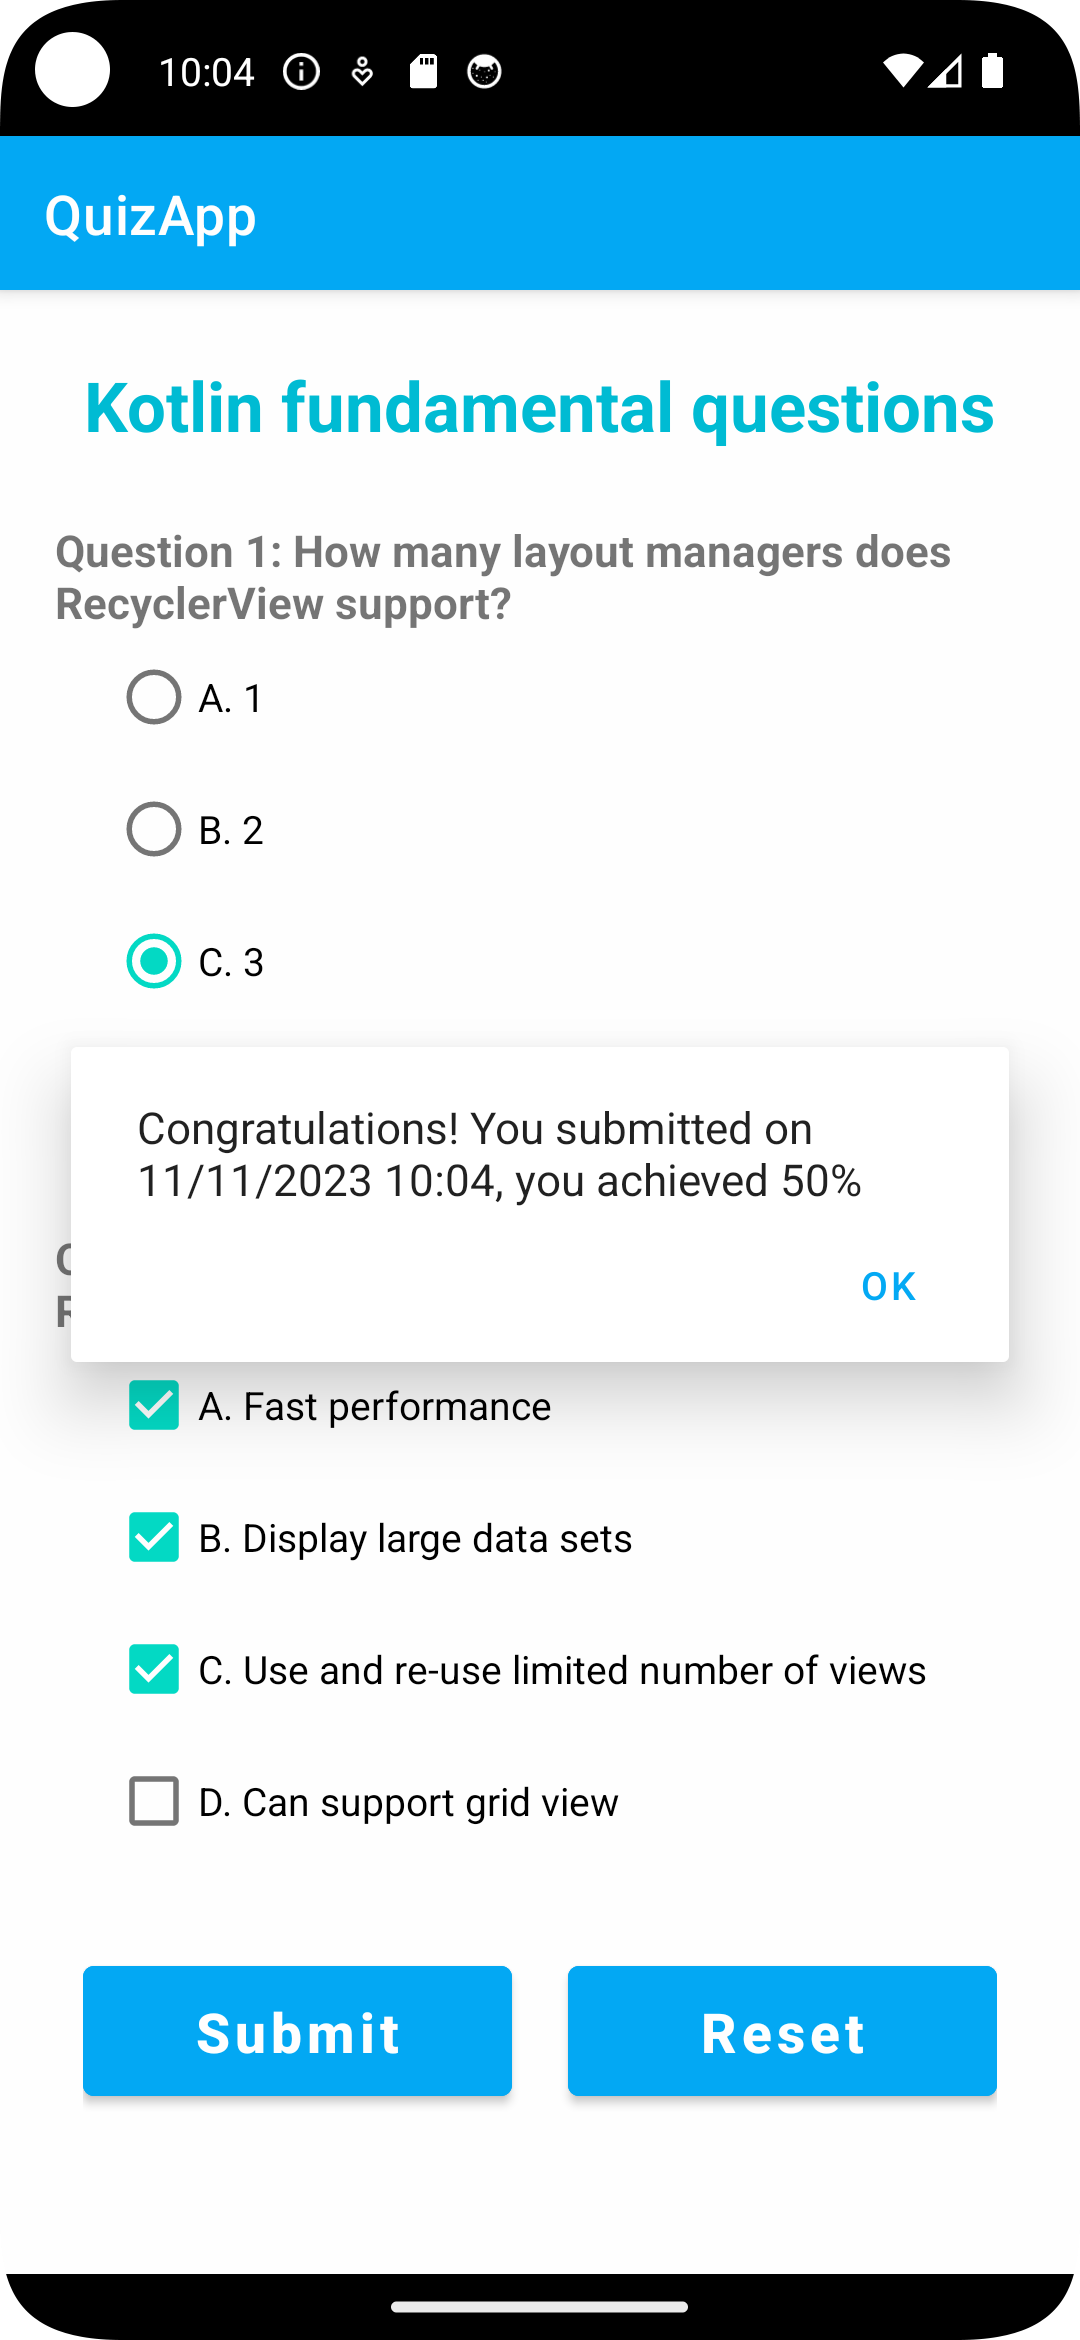 10:04
QuizApp
Kotlin fundamental questions
Question 1: How many layout managers does
RecyclerView support?
A. 1
B. 2
C. 3
Congratulations! You submitted on
11/11/2023 10:04, you achieved 50%
OK
A. Fast performance
B. Display large data sets
C. Use and re-use limited number of views
D. Can support grid view
Submit
Reset